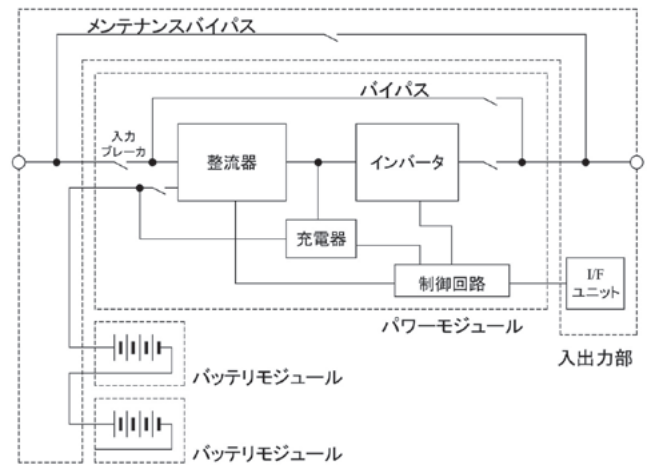 メンテナンスバイパス
バイパス
入力
ブレーカ
整流器
インバータ
充電器
制御回路
I/F
ユニット
パワーモジュール
入出力部
バッテリモジュール
バッテリモジュール